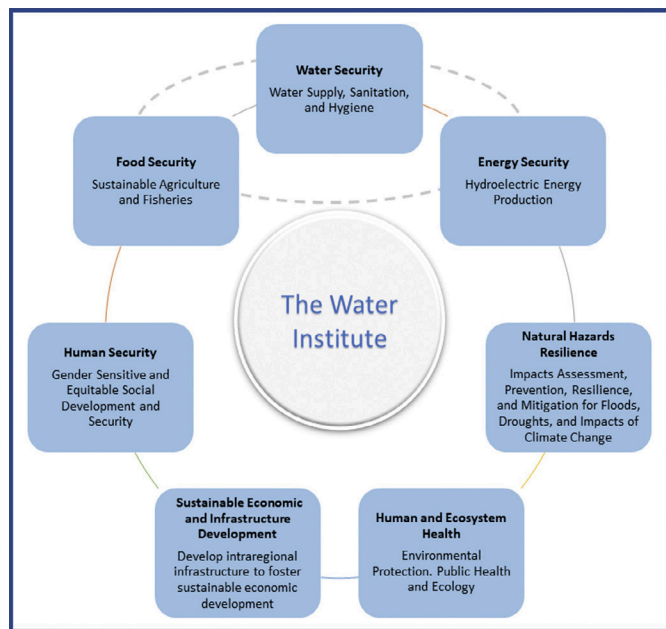 Water Security
Water Supply, Sanitation,
and Hygiene
Food Security
Sustainable Agriculture
and Fisheries
Energy Security
Hydroelectric Energy
Production
The Water
Institute
Human Security
Gender Sensitive and
Equitable Social
Development and
Security
Natural Hazards
Resilience
Impacts Assessment,
Prevention, Resilience,
and Mitigation for Floods,
Droughts, and Impacts of
Climate Change
Sustainable Economic
and Infrastructure
Development
Develop intraregional
infrastructure to foster
sustainable economic
development
Human and Ecosystem
Health
Environmental
Protection. Public Health
and Ecology